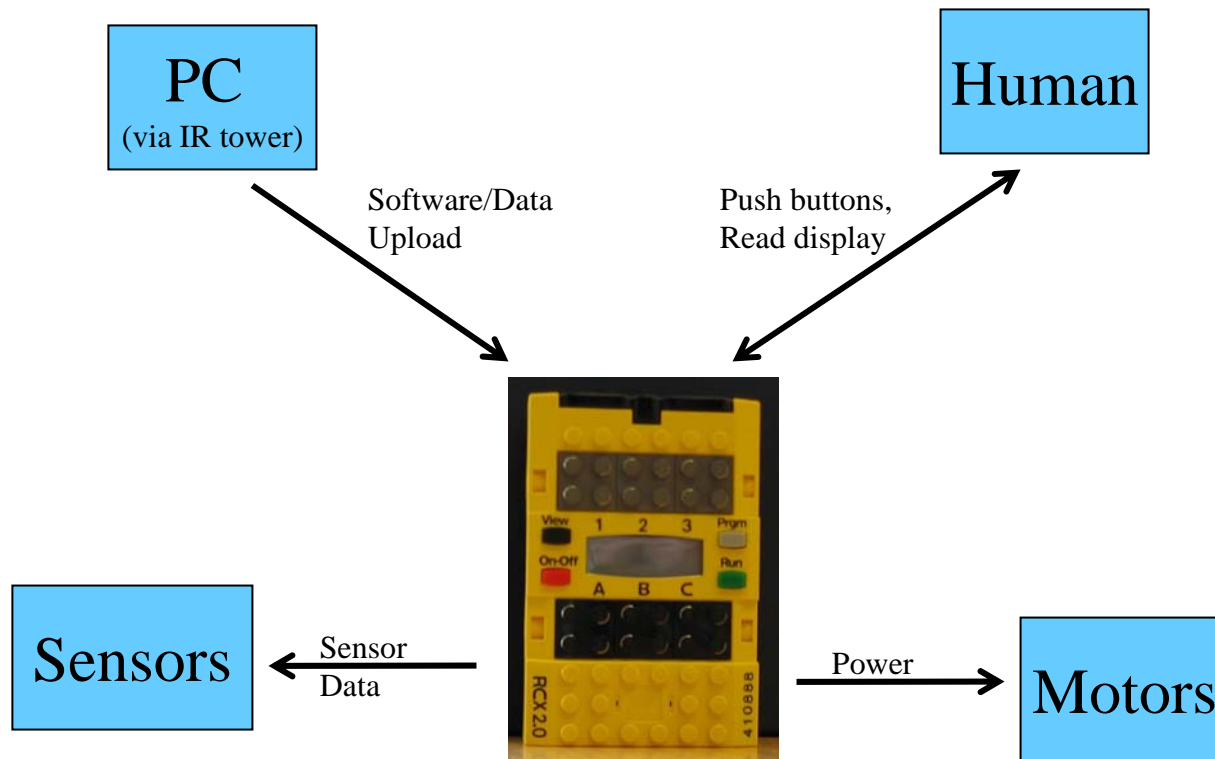 PC
(via IR tower)
Human
Software/Data
Upload
Push buttons,
Read display
View
1 2 3
Prgm
On-Off
Run
A B C
Sensors
Sensor
Data
Power
Motors
RCX 2.0
410888